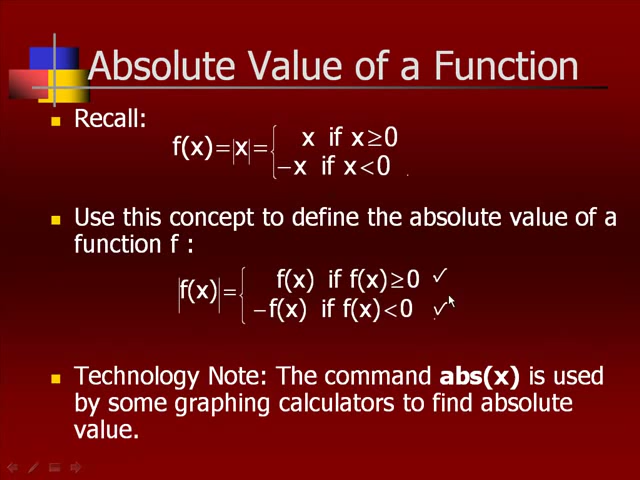 Absolute Value of a Function
Recall:
f(x)=|x|={ x if x≥0
−x if x<0
Use this concept to define the absolute value of a
function f :
|f(x)|={ f(x) if f(x)≥0 ✓
−f(x) if f(x)<0 ✓
Technology Note: The command abs(x) is used
by some graphing calculators to find absolute
value.